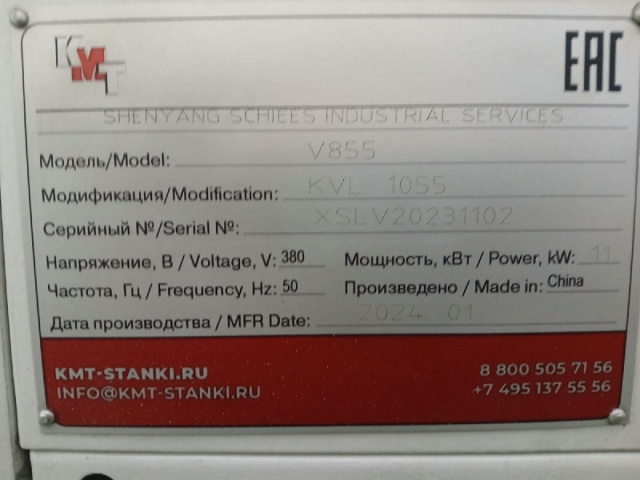 KMT
EAC
SHENYANG SCHIEES INDUSTRIAL SERVICES
Модель/Model: V855
Модификация/Modification: KVL 1055
Серийный №/Serial №: XSLV20231102
Напряжение, В / Voltage, V: 380 Мощность, кВт / Power, kW: 11
Частота, Гц / Frequency, Hz: 50 Произведено / Made in: China
Дата производства / MFR Date: 2024 01
KMT-STANKI.RU 8 800 505 71 56
INFO@KMT-STANKI.RU +7 495 137 55 56